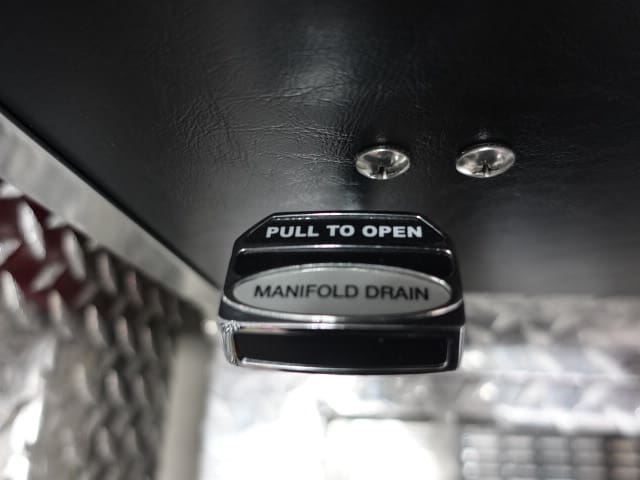 PULL TO OPEN
MANIFOLD DRAIN